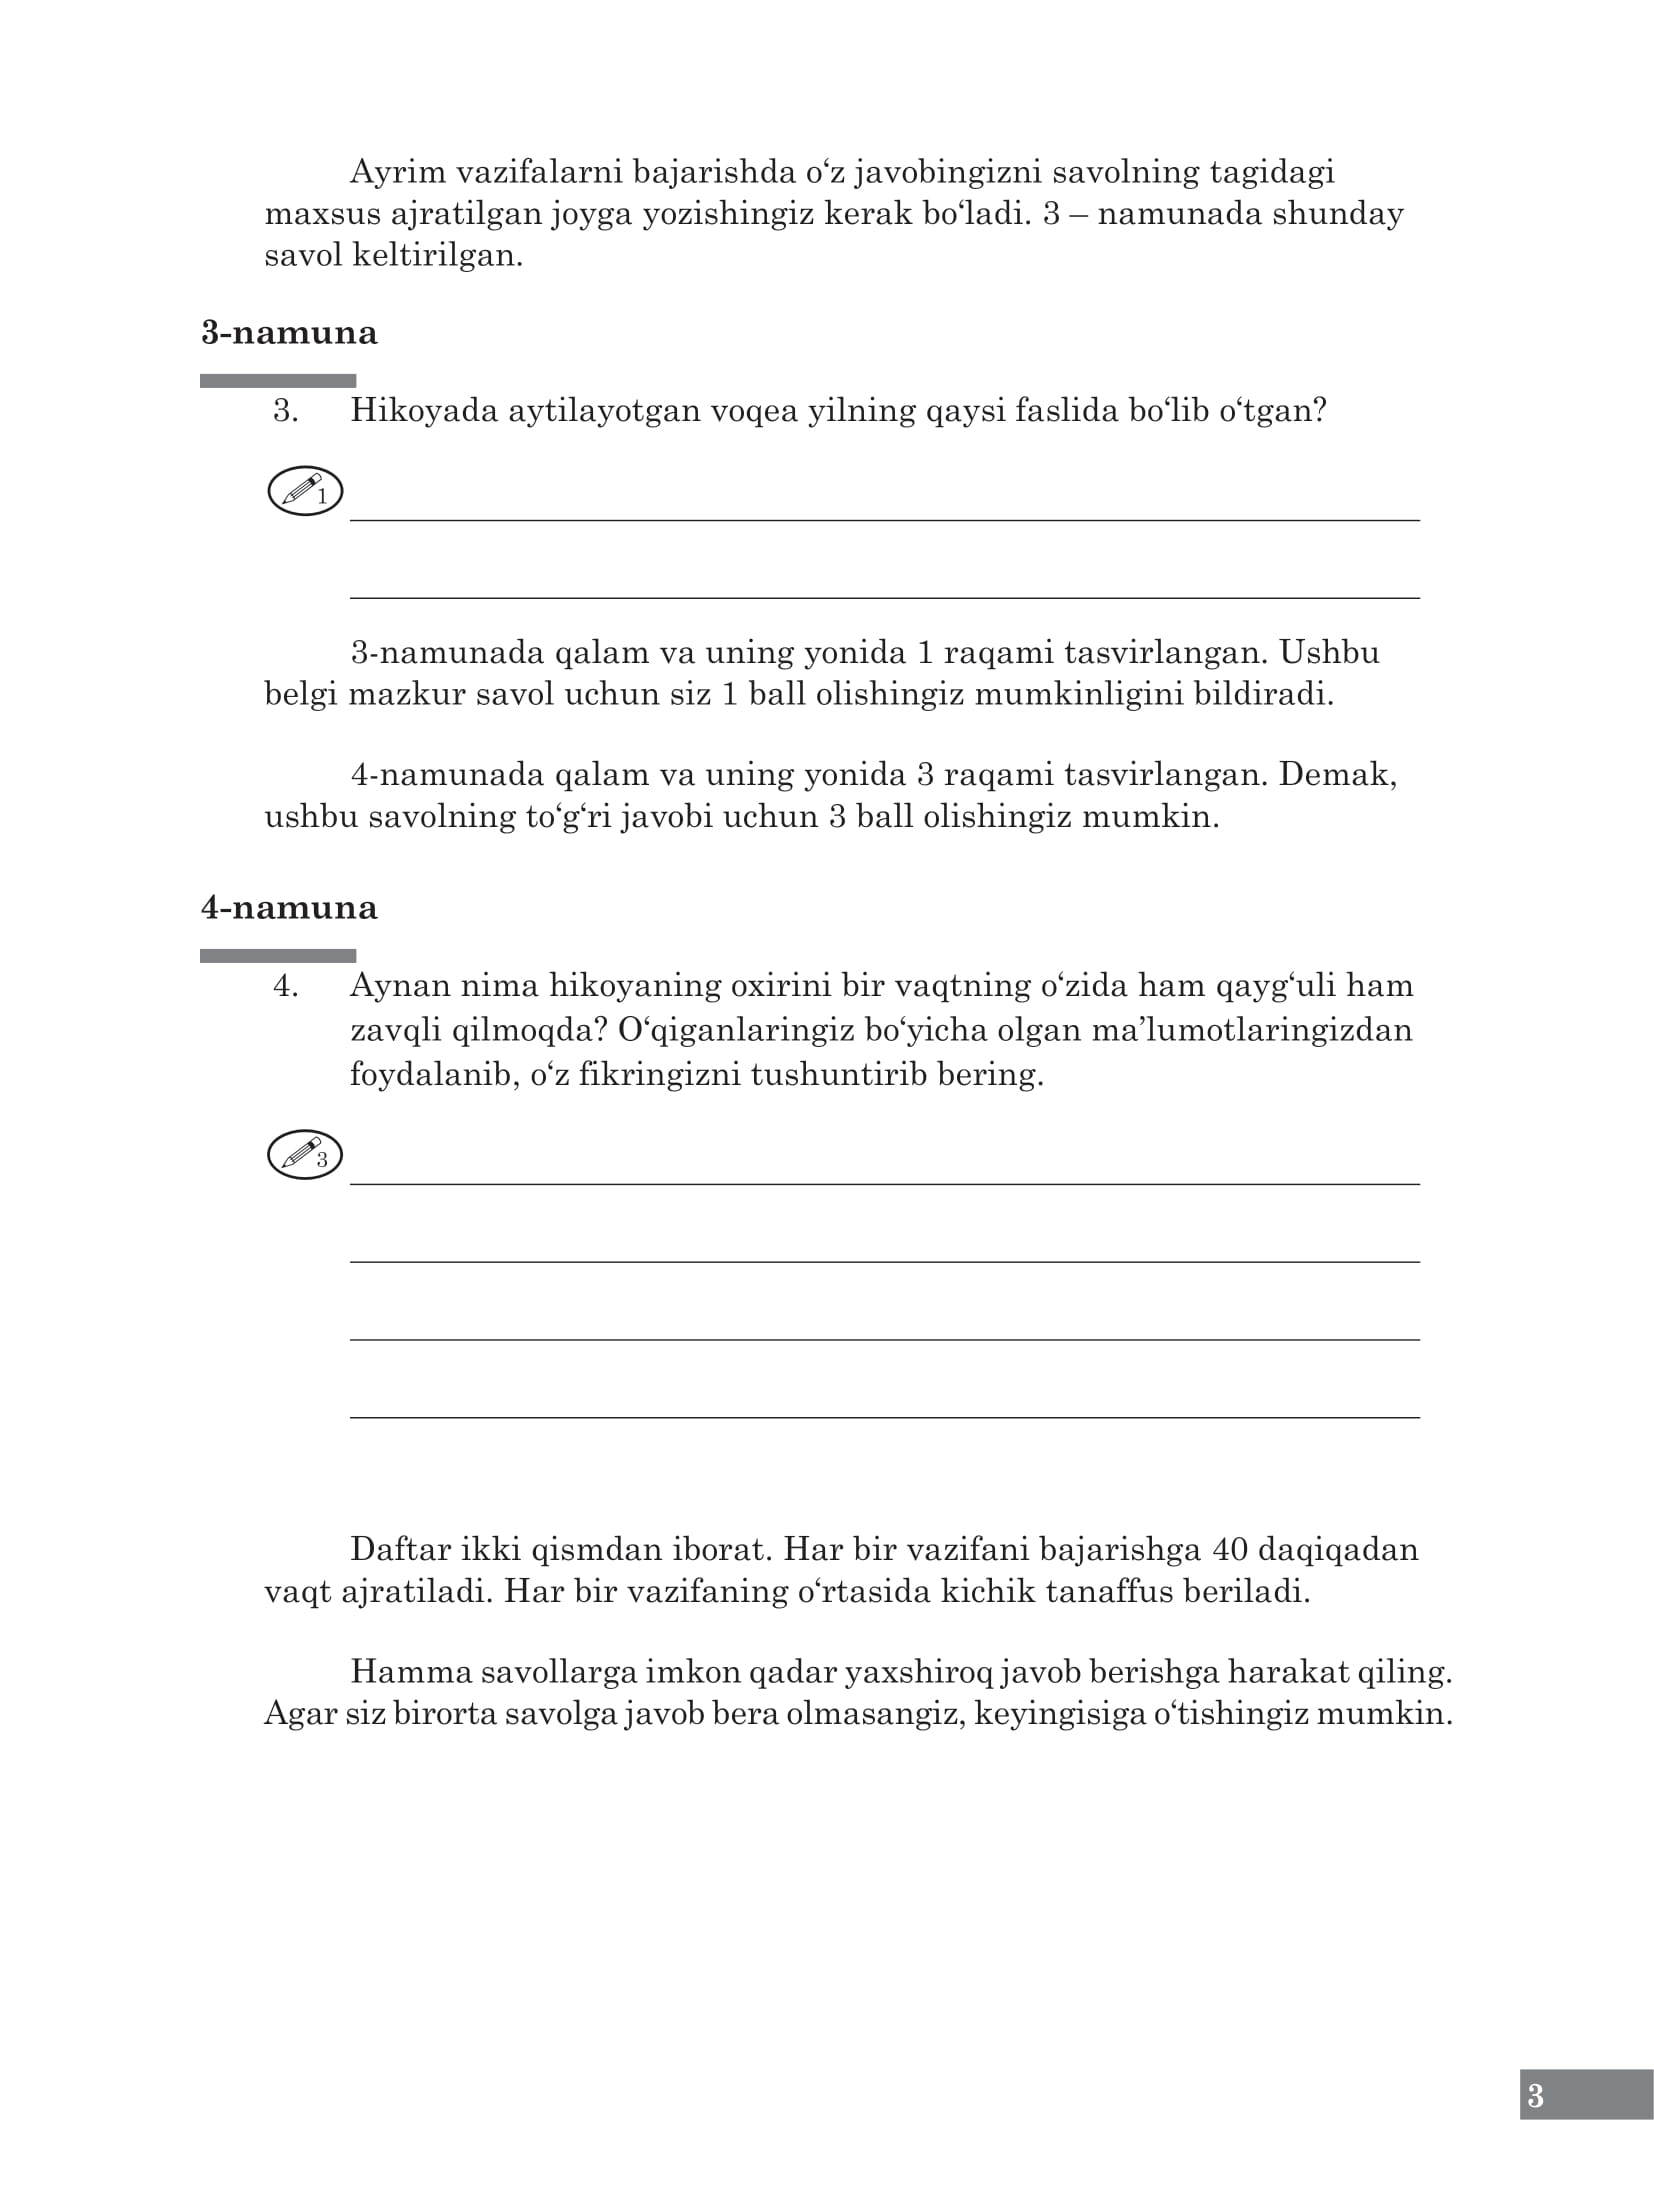 Ayrim vazifalarni bajarishda o‘z javobingizni savolning tagidagi
maxsus ajratilgan joyga yozishingiz kerak bo‘ladi. 3 – namunada shunday
savol keltirilgan.
3-namuna
3. Hikoyada aytilayotgan voqea yilning qaysi faslida bo‘lib o‘tgan?
1
3-namunada qalam va uning yonida 1 raqami tasvirlangan. Ushbu
belgi mazkur savol uchun siz 1 ball olishingiz mumkinligini bildiradi.
4-namunada qalam va uning yonida 3 raqami tasvirlangan. Demak,
ushbu savolning to‘g‘ri javobi uchun 3 ball olishingiz mumkin.
4-namuna
4. Aynan nima hikoyaning oxirini bir vaqtning o‘zida ham qayg‘uli ham
zavqli qilmoqda? O‘qiganlaringiz bo‘yicha olgan ma’lumotlaringizdan
foydalanib, o‘z fikringizni tushuntirib bering.
3
Daftar ikki qismdan iborat. Har bir vazifani bajarishga 40 daqiqadan
vaqt ajratiladi. Har bir vazifaning o‘rtasida kichik tanaffus beriladi.
Hamma savollarga imkon qadar yaxshiroq javob berishga harakat qiling.
Agar siz birorta savolga javob bera olmasangiz, keyingisiga o‘tishingiz mumkin.
3